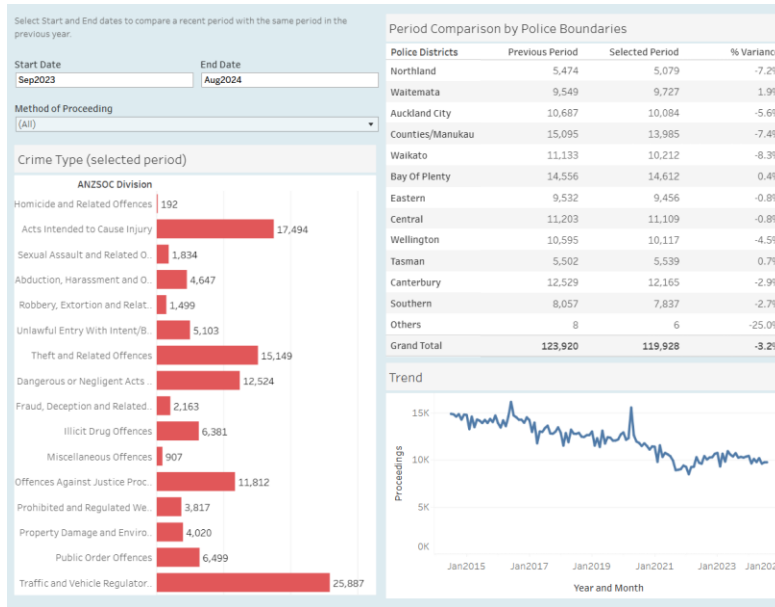 Select Start and End dates to compare a recent period with the same period in the
previous year.
Start Date End Date
Sep2023 Aug2024
Method of Proceeding
(All)
Crime Type (selected period)
ANZSOC Division
Homicide and Related Offences 192
Acts Intended to Cause Injury 17,494
Sexual Assault and Related O.. 1,834
Abduction, Harassment and O.. 4,647
Robbery, Extortion and Relat.. 1,499
Unlawful Entry With Intent/B.. 5,103
Theft and Related Offences 15,149
Dangerous or Negligent Acts .. 12,524
Fraud, Deception and Related.. 2,163
Illicit Drug Offences 6,381
Miscellaneous Offences 907
Offences Against Justice Proc.. 11,812
Prohibited and Regulated We.. 3,817
Property Damage and Enviro.. 4,020
Public Order Offences 6,499
Traffic and Vehicle Regulator.. 25,887
Period Comparison by Police Boundaries
Police Districts Previous Period Selected Period % Varianc
Northland 5,474 5,079 -7.2%
Waitemata 9,549 9,727 1.9%
Auckland City 10,687 10,084 -5.6%
Counties/Manukau 15,095 13,985 -7.4%
Waikato 11,133 10,212 -8.3%
Bay Of Plenty 14,556 14,612 0.4%
Eastern 9,532 9,456 -0.8%
Central 11,203 11,109 -0.8%
Wellington 10,595 10,117 -4.5%
Tasman 5,502 5,539 0.7%
Canterbury 12,529 12,165 -2.9%
Southern 8,057 7,837 -2.7%
Others 8 6 -25.0%
Grand Total 123,920 119,928 -3.2%
Trend
Proceedings
15K
10K
5K
0K
Jan2015 Jan2017 Jan2019 Jan2021 Jan2023 Jan202
Year and Month